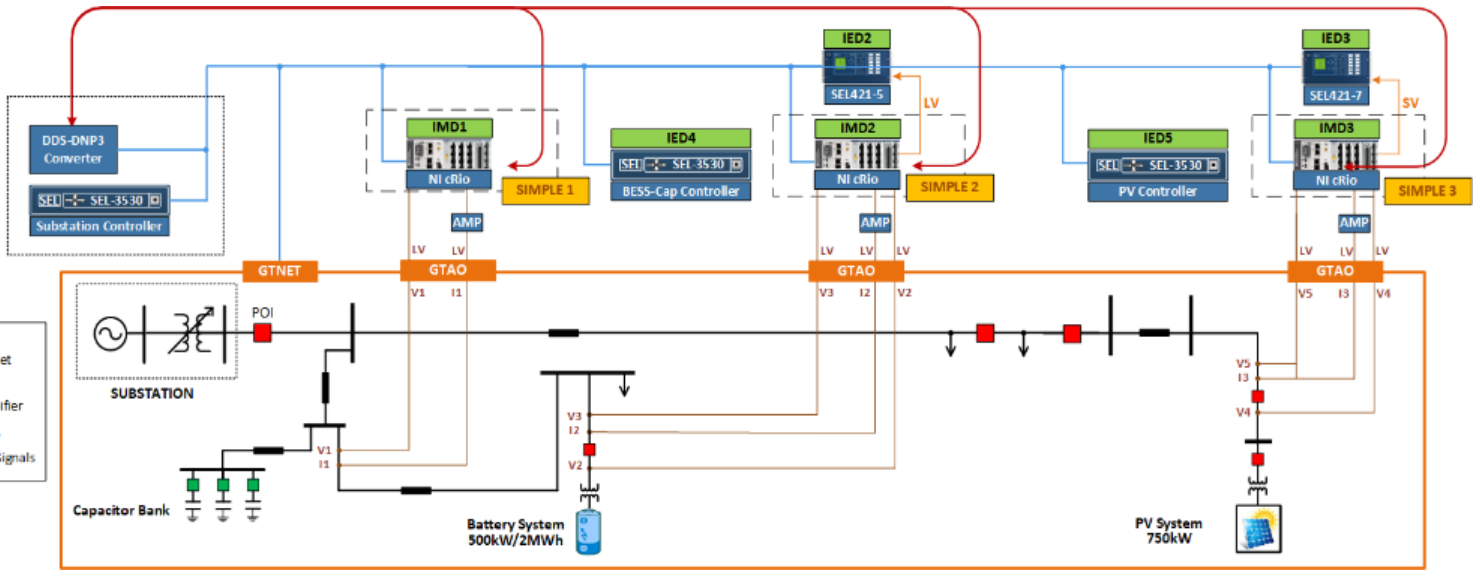 IED2
IED3
SEL421-5
SEL421-7
LV
SV
DDS-DNP3
Converter
IMD1
IED4
IMD2
IED5
IMD3
SEL SEL-3530
SEL SEL-3530
NI cRio
BESS-Cap Controller
NI cRio
PV Controller
NI cRio
SIMPLE 1
SIMPLE 2
SIMPLE 3
SEL SEL-3530
Substation Controller
AMP
AMP
AMP
LV LV
LV LV LV
LV LV LV
GTNET
GTAO
GTAO
GTAO
V1 I1
V3 I2 V2
V5 I3 V4
POI
SUBSTATION
et
ifier
Signals
V5
I3
V4
V3
I2
V2
V1
I1
Capacitor Bank
Battery System
500kW/2MWh
PV System
750kW